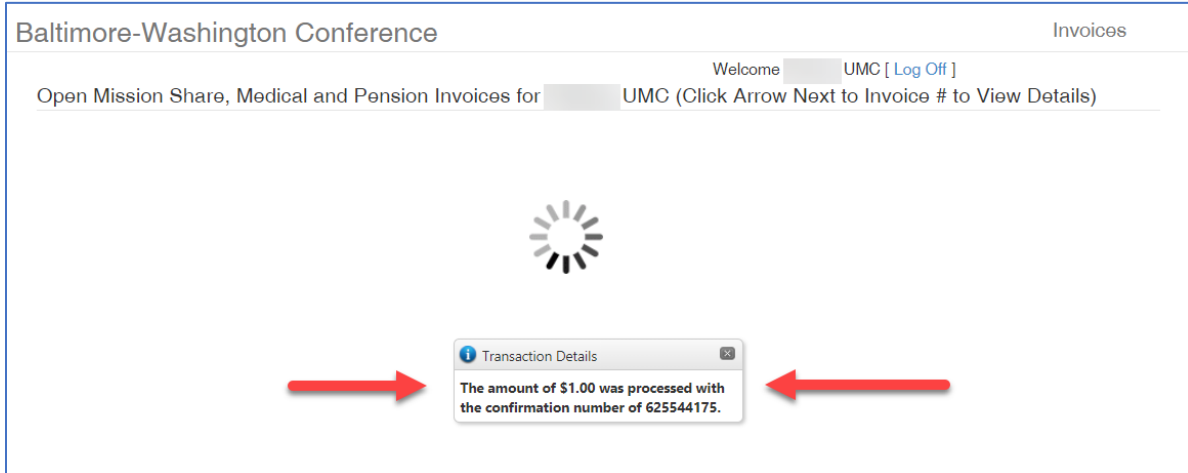 Baltimore-Washington Conference Invoices
Welcome UMC [ Log Off ]
Open Mission Share, Medical and Pension Invoices for UMC (Click Arrow Next to Invoice # to View Details)
Transaction Details
The amount of $1.00 was processed with
the confirmation number of 625544175.